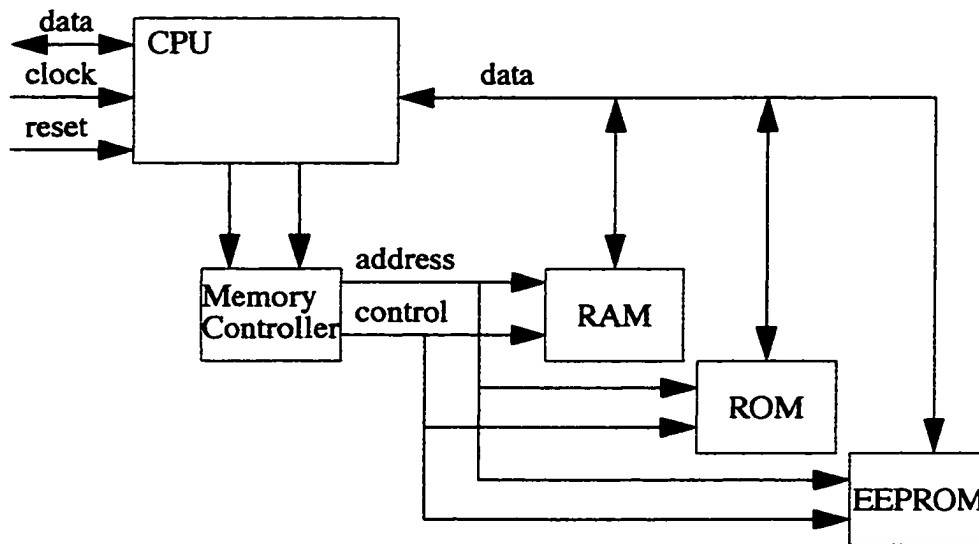 data
CPU
clock
data
reset
address
Memory
Controller
control
RAM
ROM
EEPROM